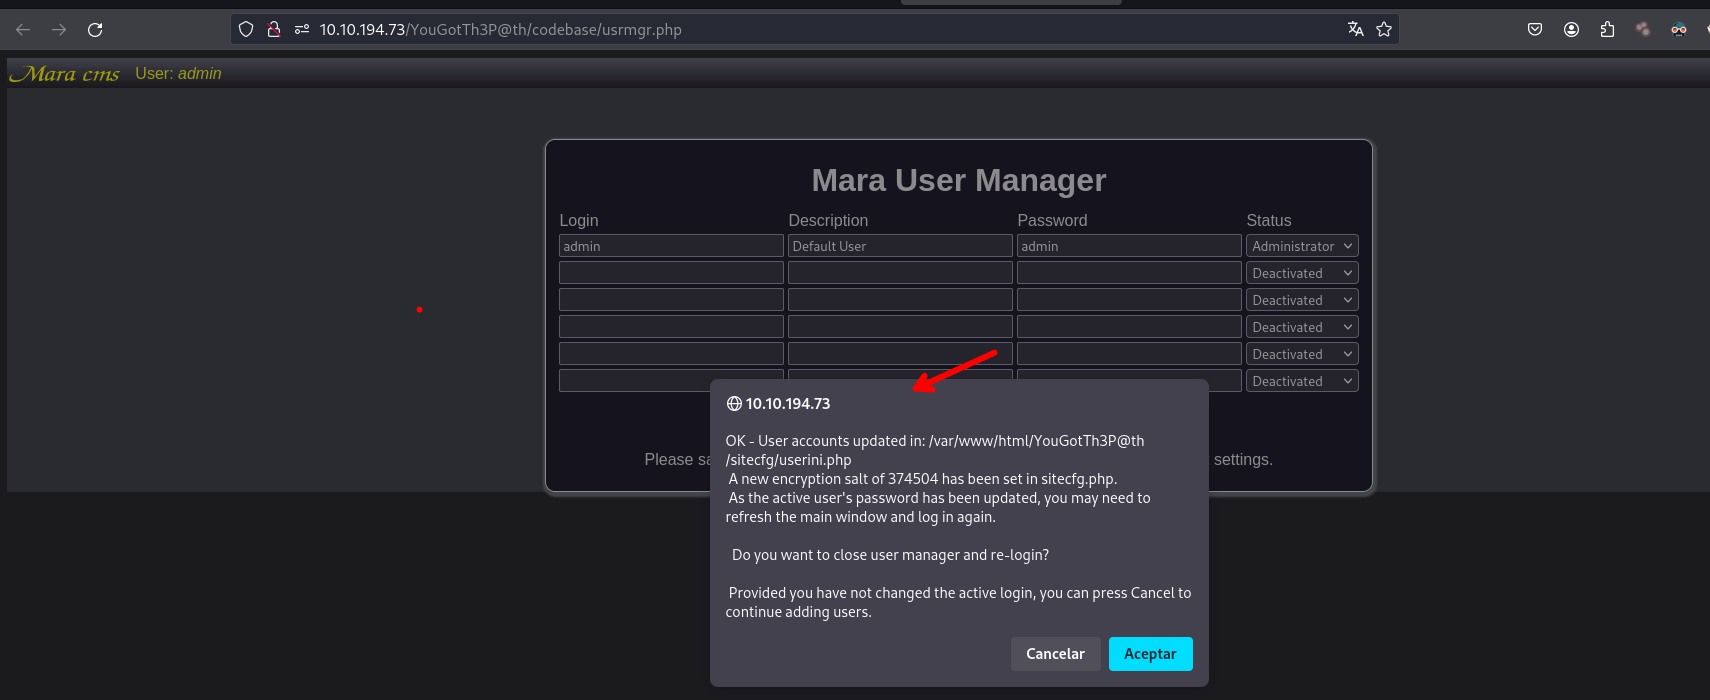 10.10.194.73/YouGotTh3P@th/codebase/usrmgr.php
Mara cms User: admin
Mara User Manager
Login Description Password Status
admin Default User admin Administrator
Deactivated
Deactivated
Deactivated
Deactivated
Deactivated
Please sa
settings.
10.10.194.73
OK - User accounts updated in: /var/www/html/YouGotTh3P@th
/sitecfg/userini.php
A new encryption salt of 374504 has been set in sitecfg.php.
As the active user's password has been updated, you may need to
refresh the main window and log in again.
Do you want to close user manager and re-login?
Provided you have not changed the active login, you can press Cancel to
continue adding users.
Cancelar Aceptar